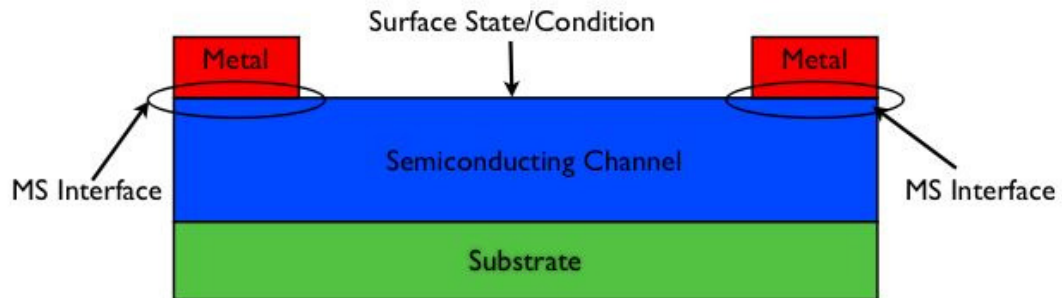 Surface State/Condition
Metal
Metal
Semiconducting Channel
MS Interface
MS Interface
Substrate